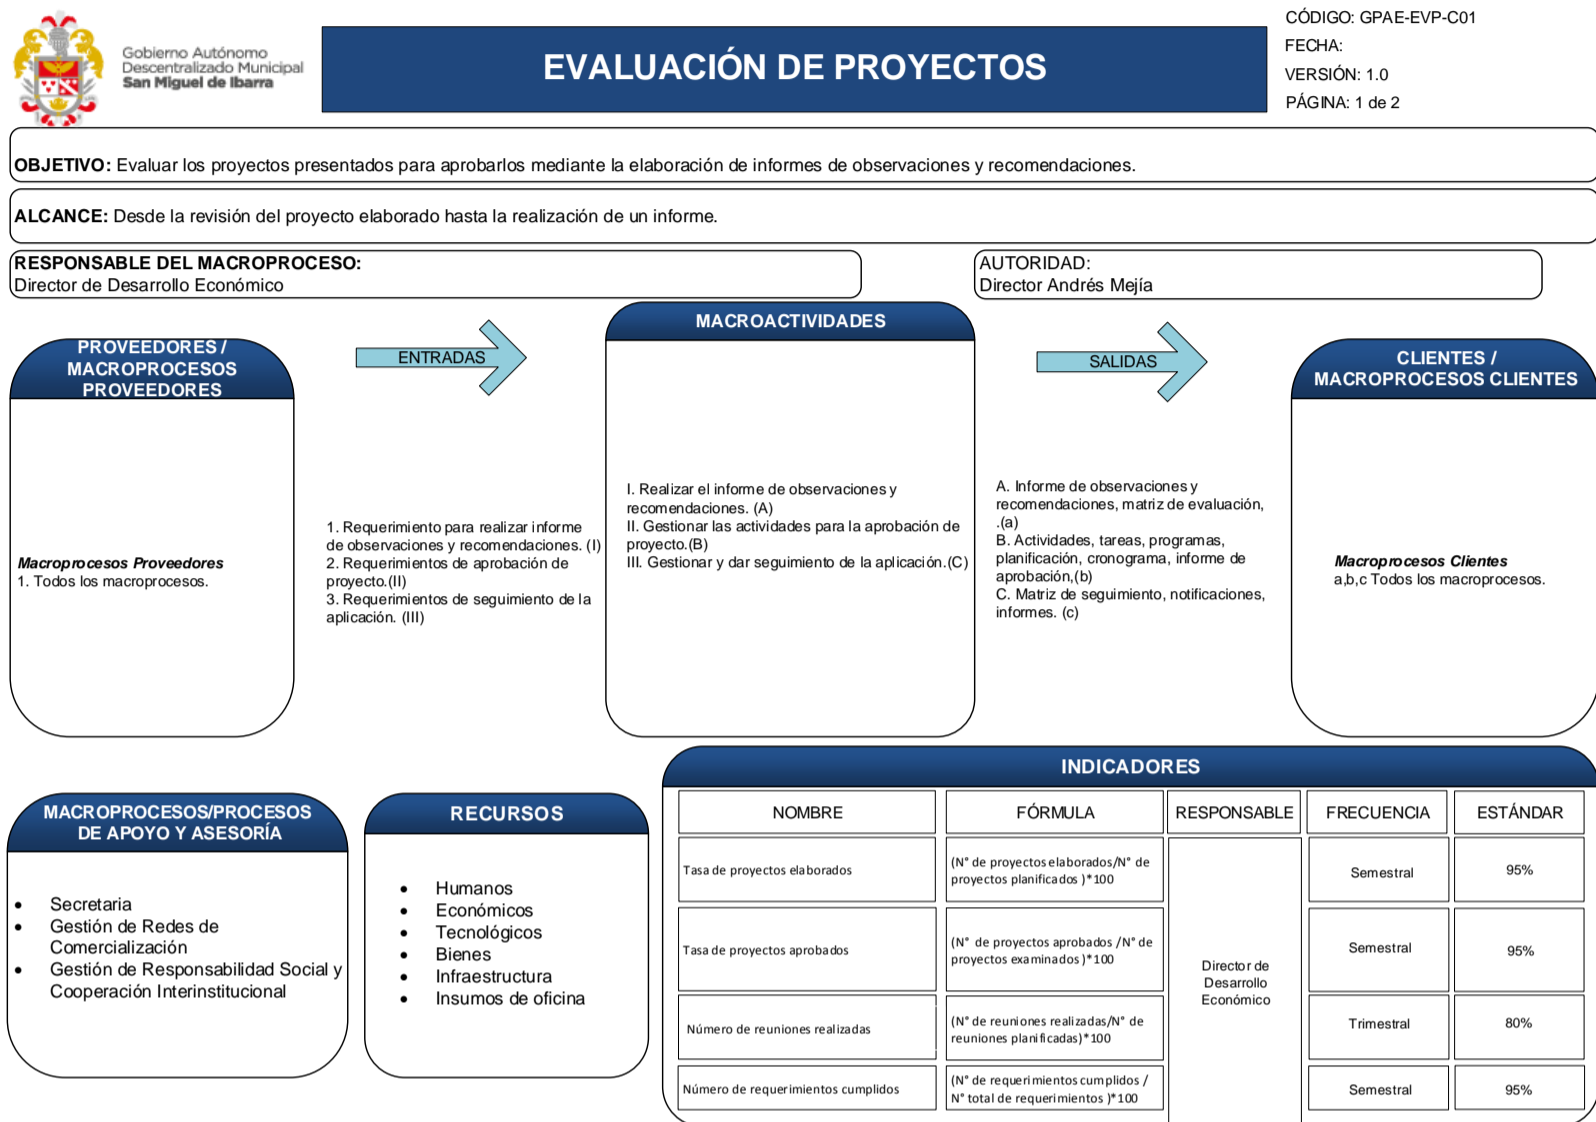 Gobierno Autónomo
Descentralizado Municipal
San Miguel de Ibarra
EVALUACIÓN DE PROYECTOS
CÓDIGO: GPAE-EVP-C01
FECHA:
VERSIÓN: 1.0
PÁGINA: 1 de 2
OBJETIVO: Evaluar los proyectos presentados para aprobarlos mediante la elaboración de informes de observaciones y recomendaciones.
ALCANCE: Desde la revisión del proyecto elaborado hasta la realización de un informe.
RESPONSABLE DEL MACROPROCESO:
Director de Desarrollo Económico
AUTORIDAD:
Director Andrés Mejía
PROVEEDORES /
MACROPROCESOS
PROVEEDORES
Macroprocesos Proveedores
1. Todos los macroprocesos.
ENTRADAS
1. Requerimiento para realizar informe
de observaciones y recomendaciones. (I)
2. Requerimientos de aprobación de
proyecto.(II)
3. Requerimientos de seguimiento de la
aplicación. (III)
MACROACTIVIDADES
I. Realizar el informe de observaciones y
recomendaciones. (A)
II. Gestionar las actividades para la aprobación de
proyecto.(B)
III. Gestionar y dar seguimiento de la aplicación.(C)
SALIDAS
A. Informe de observaciones y
recomendaciones, matriz de evaluación,
.(a)
B. Actividades, tareas, programas,
planificación, cronograma, informe de
aprobación,(b)
C. Matriz de seguimiento, notificaciones,
informes. (c)
CLIENTES /
MACROPROCESOS CLIENTES
Macroprocesos Clientes
a,b,c Todos los macroprocesos.
MACROPROCESOS/PROCESOS
DE APOYO Y ASESORÍA
• Secretaria
• Gestión de Redes de
Comercialización
• Gestión de Responsabilidad Social y
Cooperación Interinstitucional
RECURSOS
• Humanos
• Económicos
• Tecnológicos
• Bienes
• Infraestructura
• Insumos de oficina
INDICADORES
NOMBRE FÓRMULA RESPONSABLE FRECUENCIA ESTÁNDAR
Tasa de proyectos elaborados
(N° de proyectos elaborados/N° de
proyectos planificados )*100
Semestral
95%
Tasa de proyectos aprobados
(N° de proyectos aprobados /N° de
proyectos examinados )*100
Semestral
95%
Director de
Desarrollo
Económico
Número de reuniones realizadas
(N° de reuniones realizadas/N° de
reuniones planificadas)*100
Trimestral
80%
Número de requerimientos cumplidos
(N° de requerimientos cumplidos /
N° total de requerimientos )*100
Semestral
95%